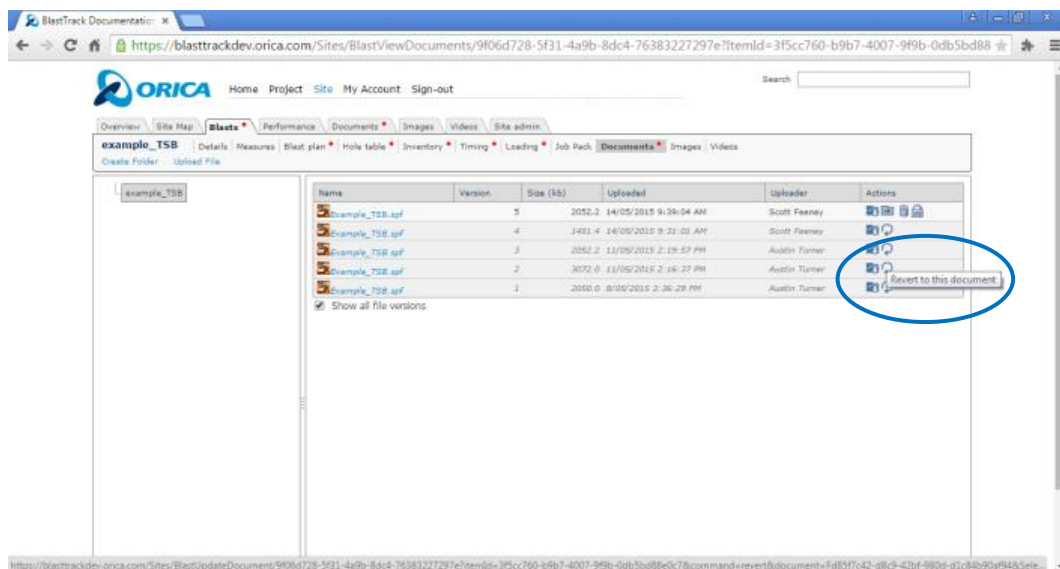 BlastTrack Documentation
https://blasttrackdev.orica.com/Sites/BlastViewDocuments/9f06d728-5f31-4a9b-8dc4-76383227297e?ItemId=3f5cc760-b9b7-4007-9f9b-0db5bd88
ORICA Home Project Site My Account Sign-out Search
Overview Site Map Blasts * Performance Documents * Images Videos Site admin
example_TSB Details Measures Blast plan * Hole table * Inventory * Timing * Loading * Job Pack Documents * Images Videos
Create Folder Upload File
example_TSB
Name Version Size (kb) Uploaded Uploader Actions
Example_TSB.spf 5 2052.2 14/05/2015 9:39:04 AM Scott Feeney
Example_TSB.spf 4 1451.4 14/05/2015 9:31:01 AM Scott Feeney
Example_TSB.spf 3 2052.2 11/05/2015 2:19:57 PM Austin Turner
Example_TSB.spf 2 3072.0 11/05/2015 2:16:37 PM Austin Turner
Example_TSB.spf 1 2050.0 8/05/2015 2:36:29 PM Austin Turner
Revert to this document
Show all file versions